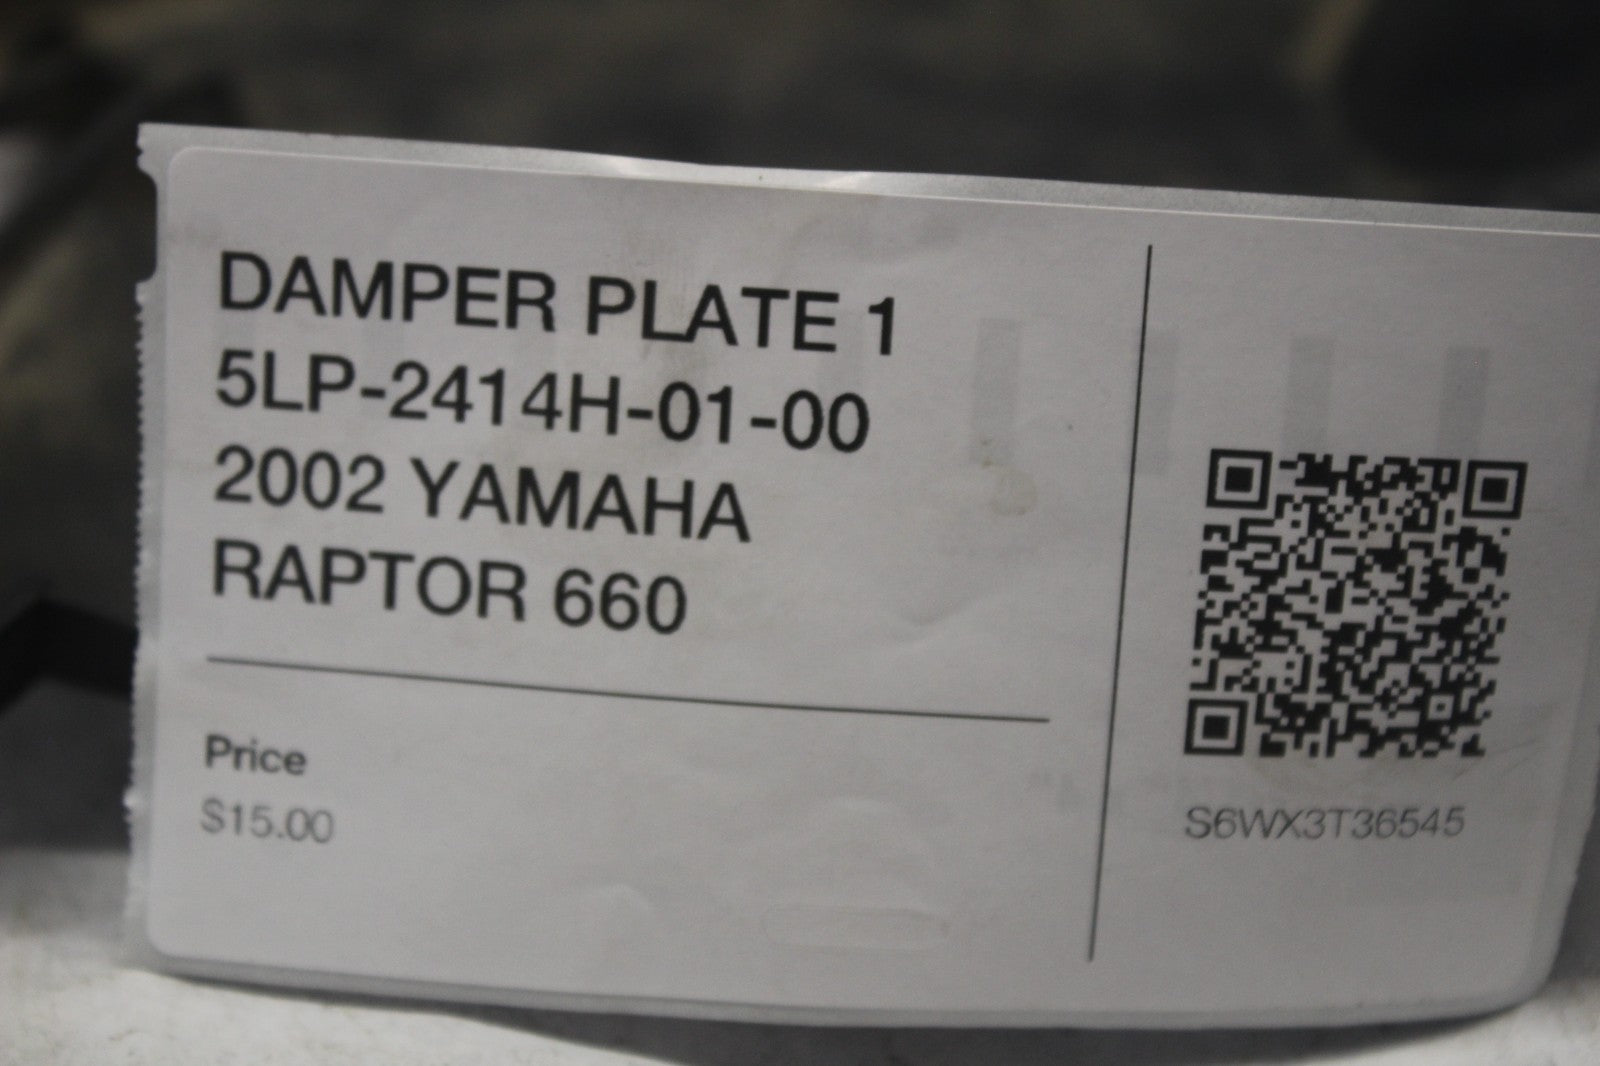 DAMPER PLATE 1
5LP-2414H-01-00
2002 YAMAHA
RAPTOR 660
Price
$15.00
S6WX3T36545